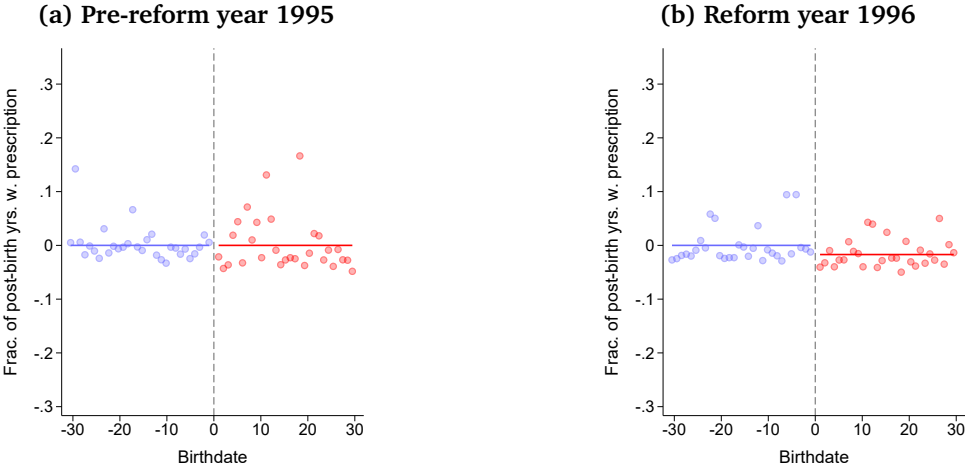 (a) Pre-reform year 1995
Frac. of post-birth yrs. w. prescription
.3
.2
.1
0
-.1
-.2
-.3
-30 -20 -10 0 10 20 30
Birthdate
(b) Reform year 1996
Frac. of post-birth yrs. w. prescription
.3
.2
.1
0
-.1
-.2
-.3
-30 -20 -10 0 10 20 30
Birthdate